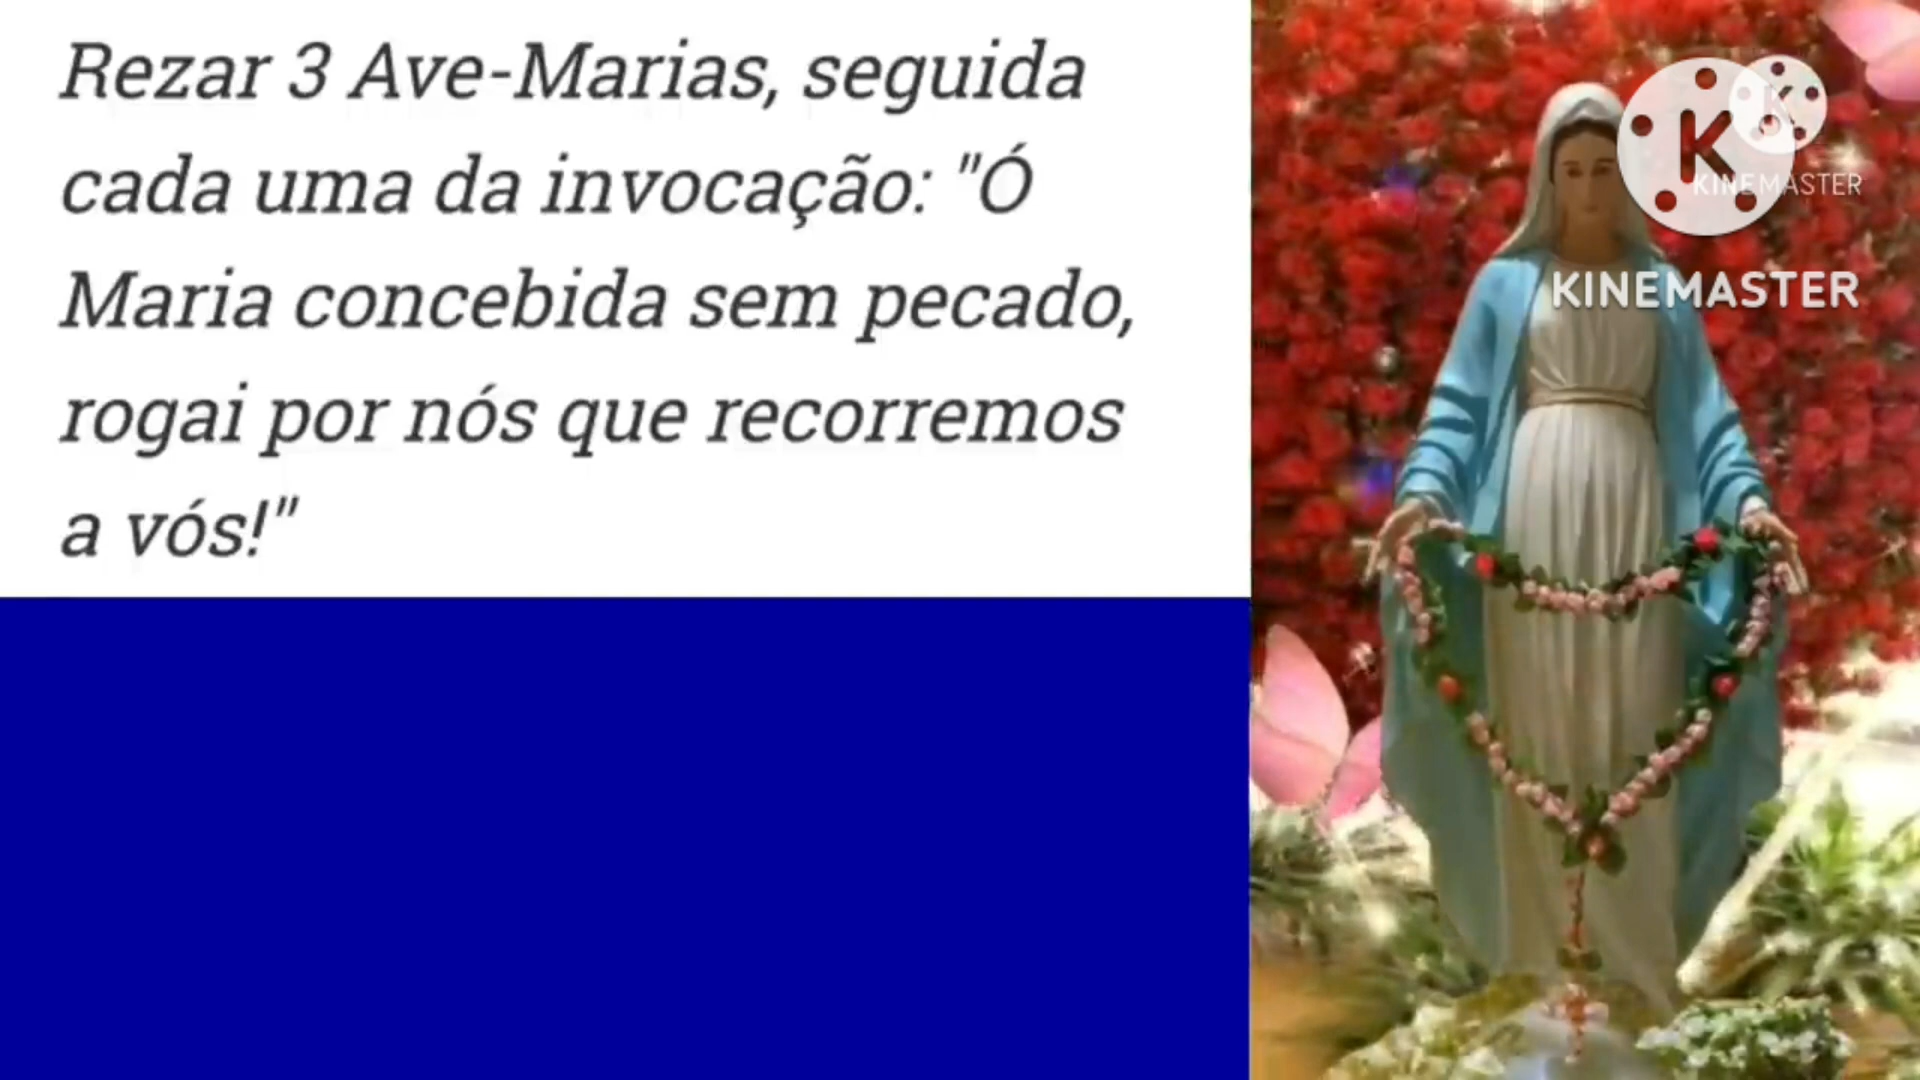 Rezar 3 Ave-Marias, seguida
cada uma da invocação: "Ó
Maria concebida sem pecado,
rogai por nós que recorremos
a vós!"
K
K
KINEMASTER
KINEMASTER